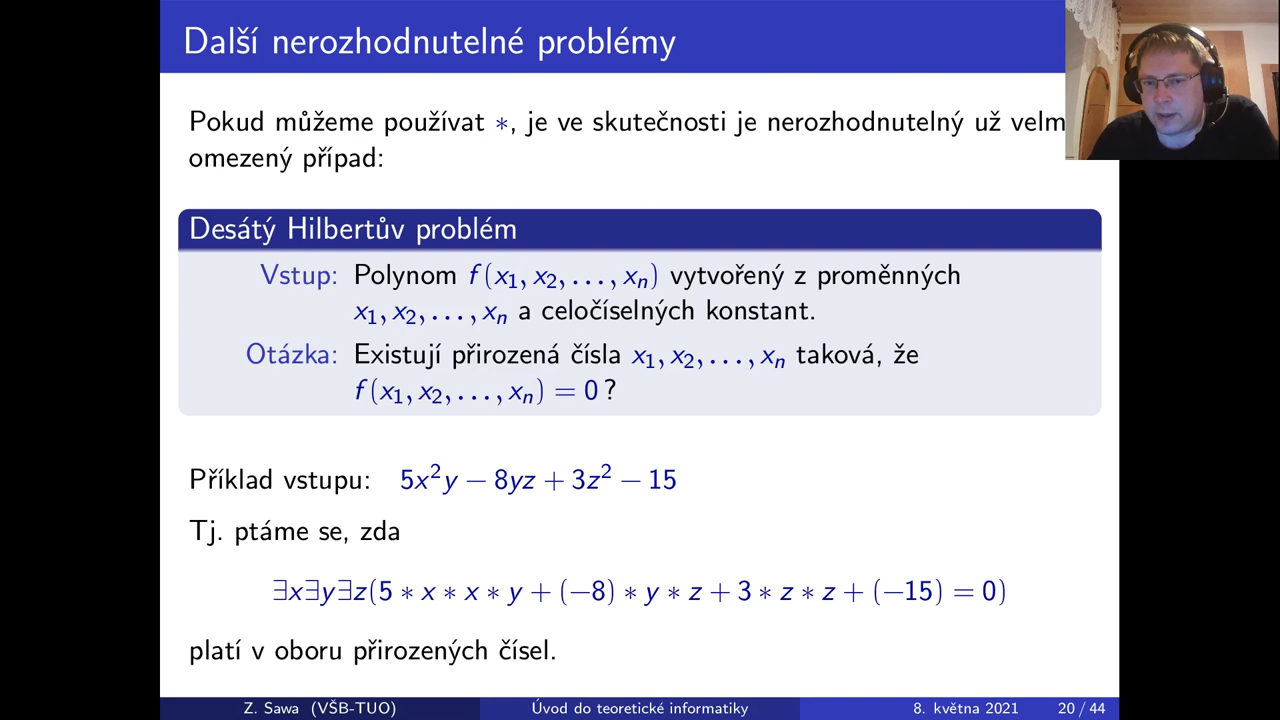 Další nerozhodnutelné problémy
Pokud můžeme používat ∗, je ve skutečnosti je nerozhodnutelný už velm
omezený případ:
Desátý Hilbertův problém
Vstup: Polynom f(x₁, x₂, . . . , xₙ) vytvořený z proměnných
x₁, x₂, . . . , xₙ a celočíselných konstant.
Otázka: Existují přirozená čísla x₁, x₂, . . . , xₙ taková, že
f(x₁, x₂, . . . , xₙ) = 0 ?
Příklad vstupu: 5x²y − 8yz + 3z² − 15
Tj. ptáme se, zda
∃x∃y∃z(5 ∗ x ∗ x ∗ y + (−8) ∗ y ∗ z + 3 ∗ z ∗ z + (−15) = 0)
platí v oboru přirozených čísel.
Z. Sawa (VŠB-TUO) Úvod do teoretické informatiky 8. května 2021 20 / 44